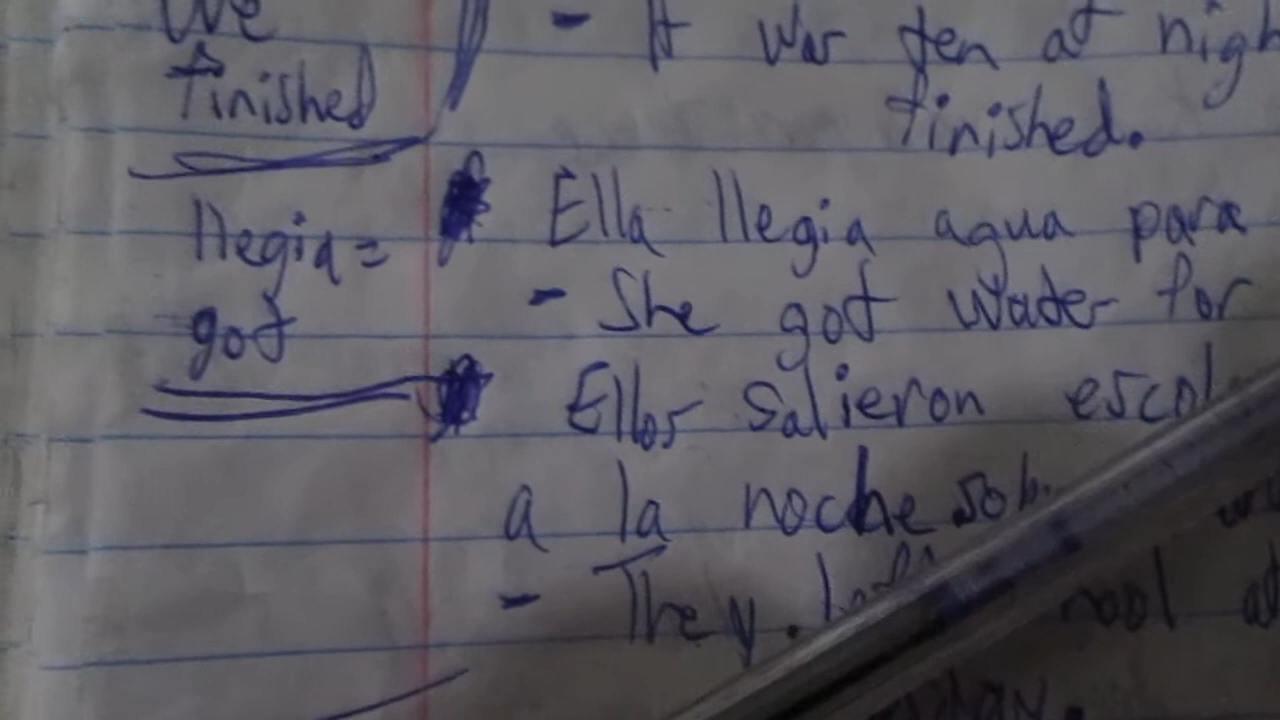 We
finished
- It was ten at nigh
finished.
llegia =
got
Ella llegia agua para
- She got water for
Ellos salieron escol
a la noche sob
- They